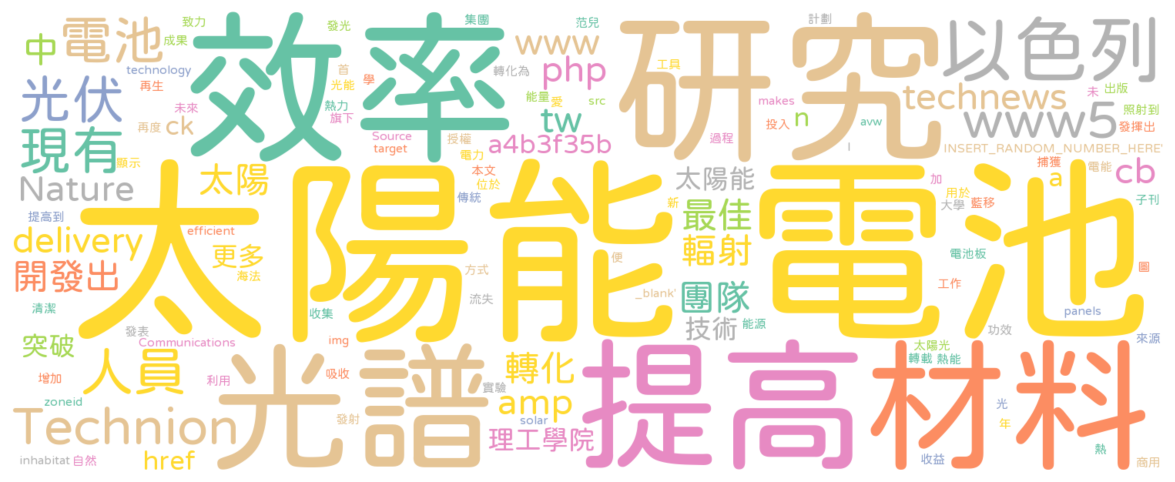 電池
中
致力
成果
technology
再生
光伏
未來
再度
ck
現有
顯示
Nature
提高到
delivery
開發出
清潔
發表
Communications
突破
增加
人員
利用
zoneid
Technion
inhabitat
自然
href
效率
發光
首
光能
熱力
旗下
集團
學
轉化為
www
范兒
php
能量
愛
src
tw
a4b3f35b
Source
target
授權
電力
本文
位於
傳統
研究
工具
計劃
makes
過程
投入
n
avw
l
以色列
technews
未
出版
照射到
www5
發揮出
INSERT_RANDOM_NUMBER_HERE
捕獲
電能
a
cb
子刊
加
用於
大學
藍移
太陽能電池
太陽
efficient
更多
海法
收集
方式
流失
img
便
_blank'
新
太陽能
最佳
輻射
團隊
技術
能源
電池板
工作
圖
panels
功效
來源
光譜
吸收
發射
實驗
轉化
amp
solar
理工學院
提高
材料
太陽光
轉載
熱能
光
年
熱
收益
商用